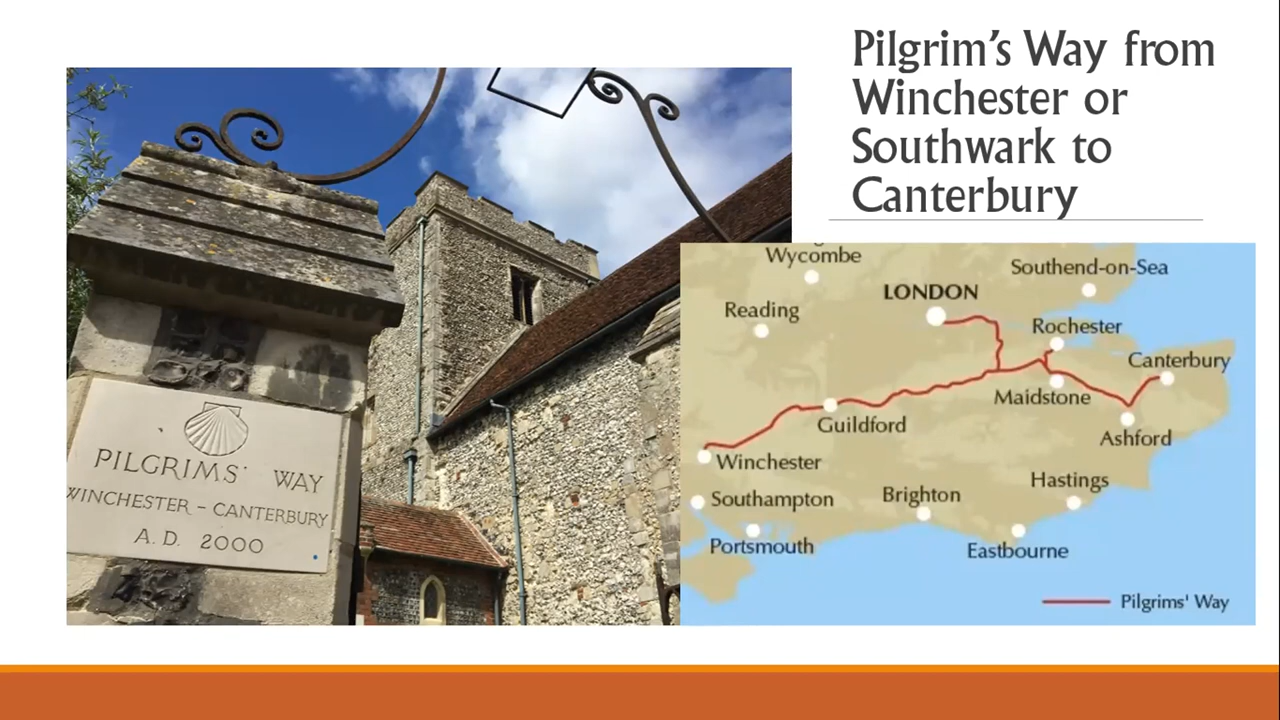 Pilgrim’s Way from
Winchester or
Southwark to
Canterbury
PILGRIMS' WAY
WINCHESTER – CANTERBURY
A.D. 2000
Wycombe
Southend-on-Sea
LONDON
Reading
Rochester
Canterbury
Maidstone
Guildford
Ashford
Winchester
Hastings
Southampton
Brighton
Portsmouth
Eastbourne
Pilgrims' Way